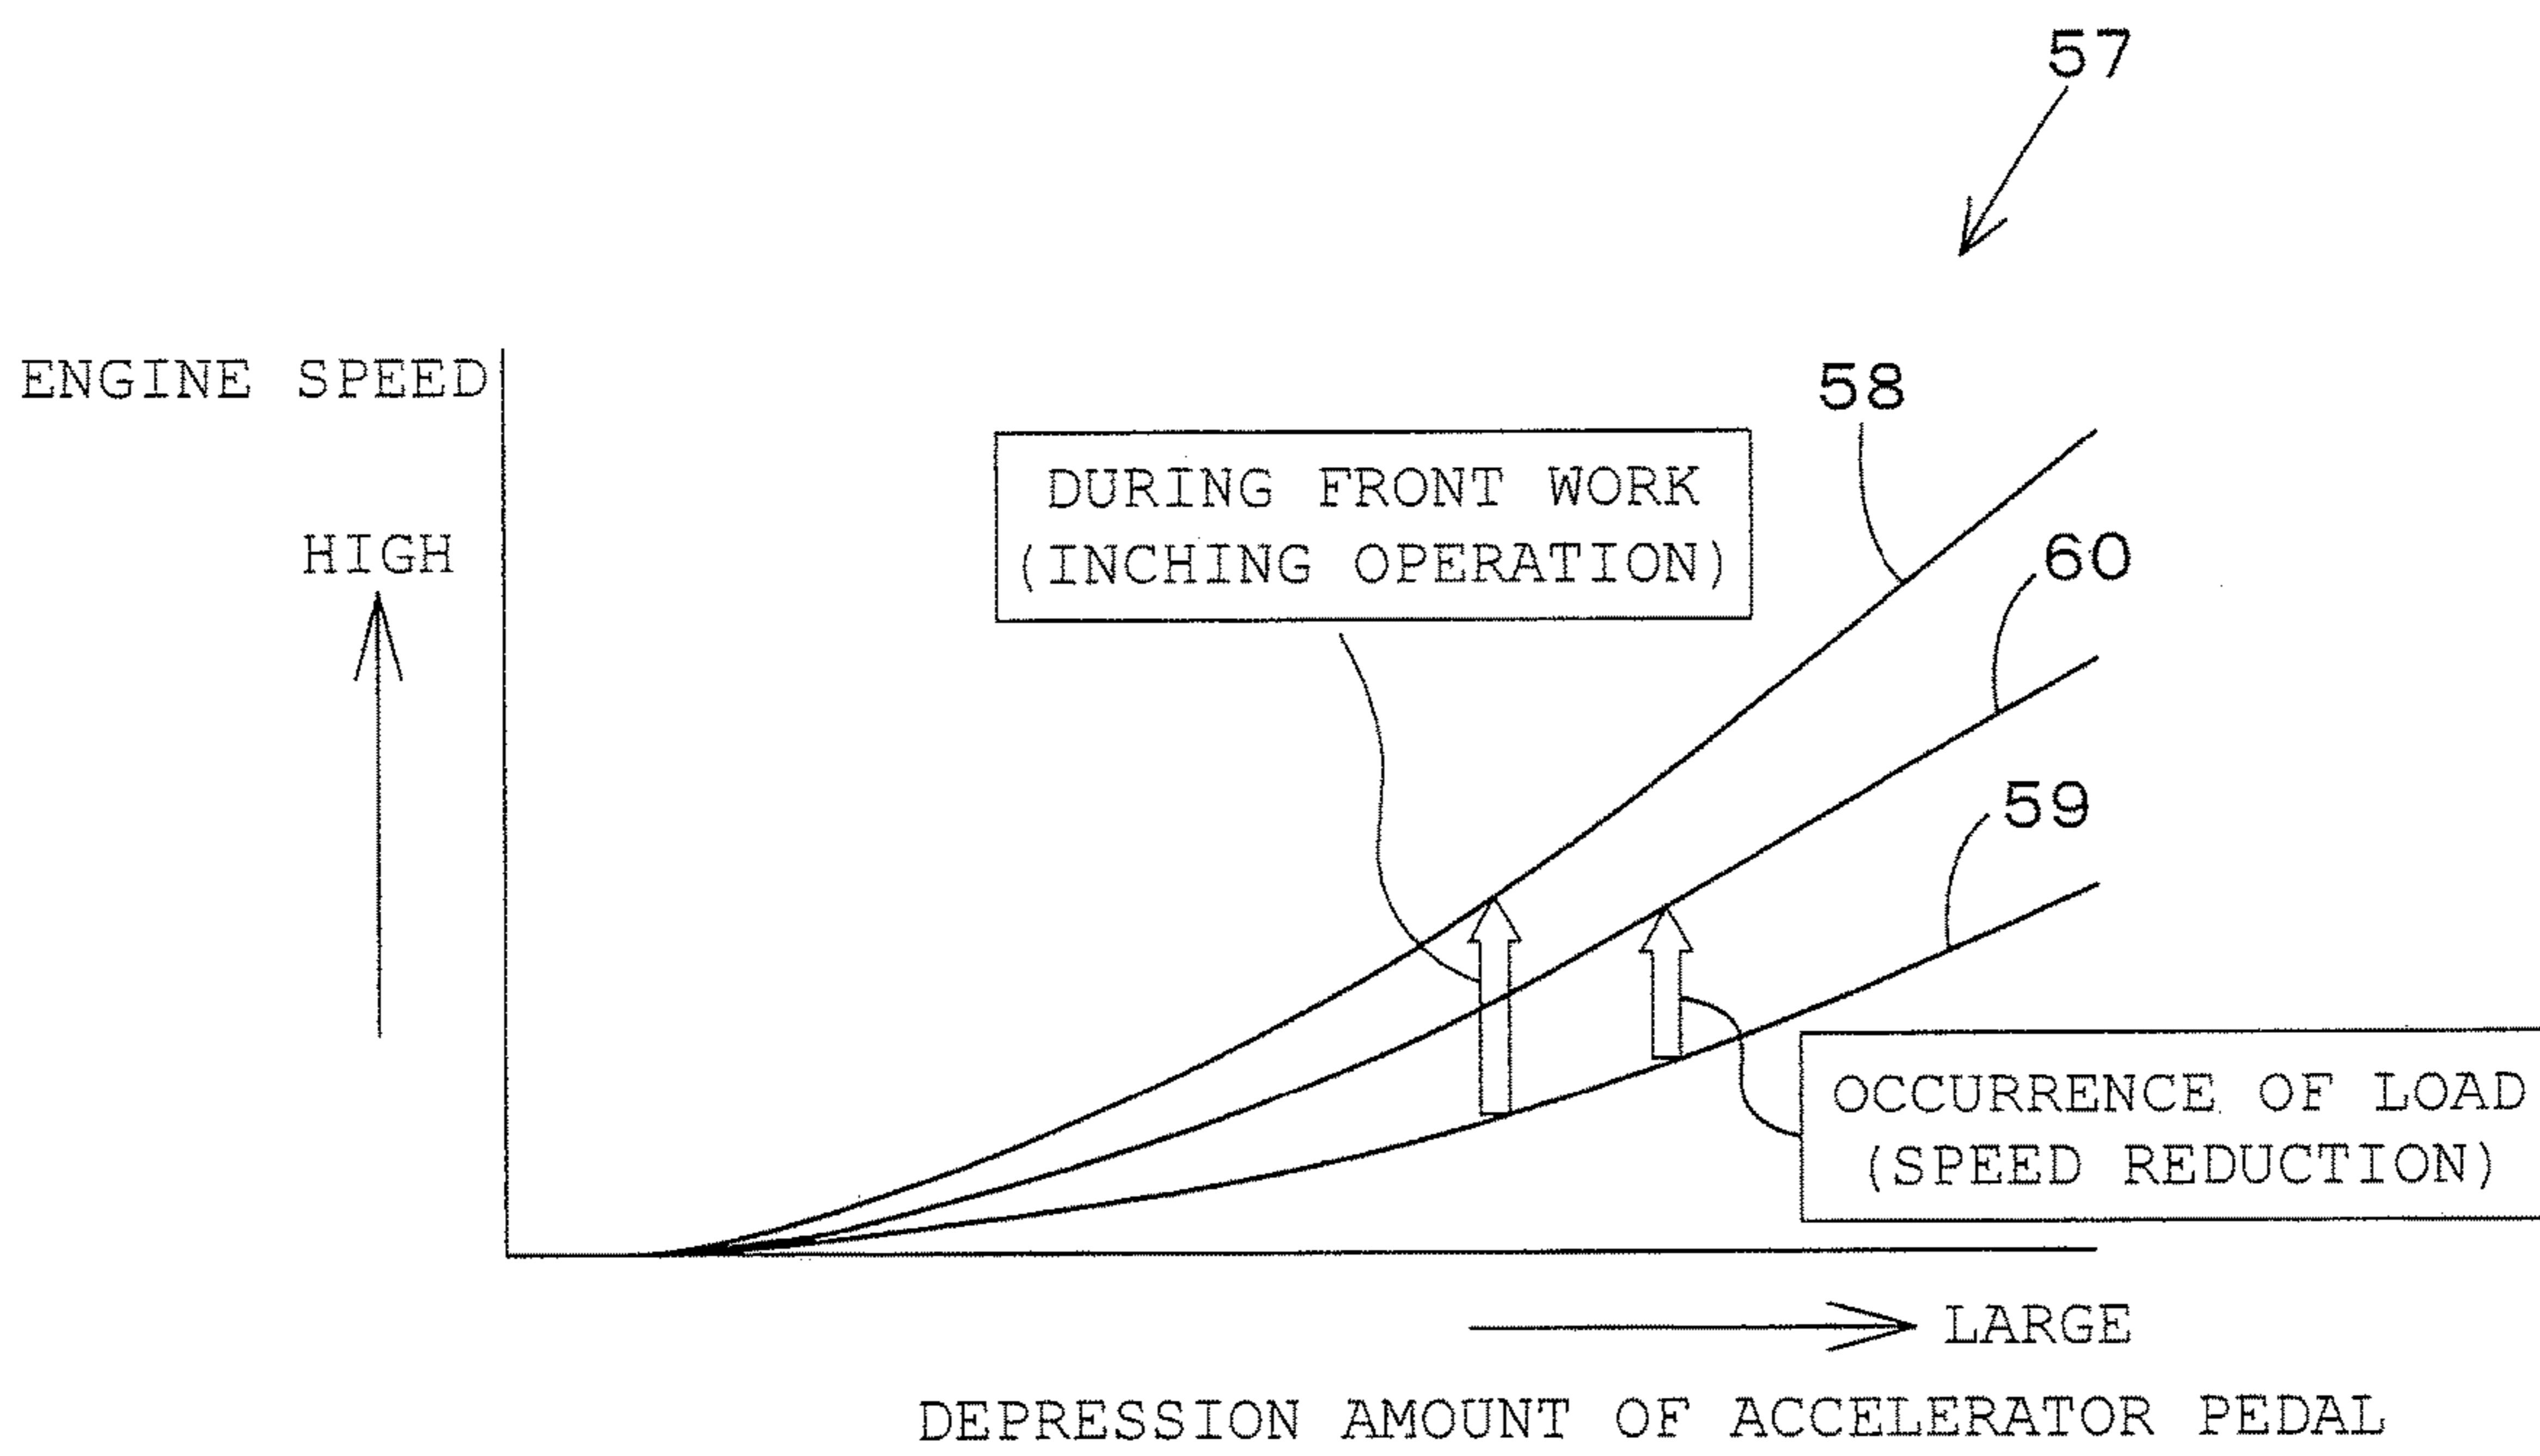 57
ENGINE SPEED
58
DURING FRONT WORK
(INCHING OPERATION)
HIGH
60
59
OCCURRENCE OF LOAD
(SPEED REDUCTION)
LARGE
DEPRESSION AMOUNT OF ACCELERATOR PEDAL